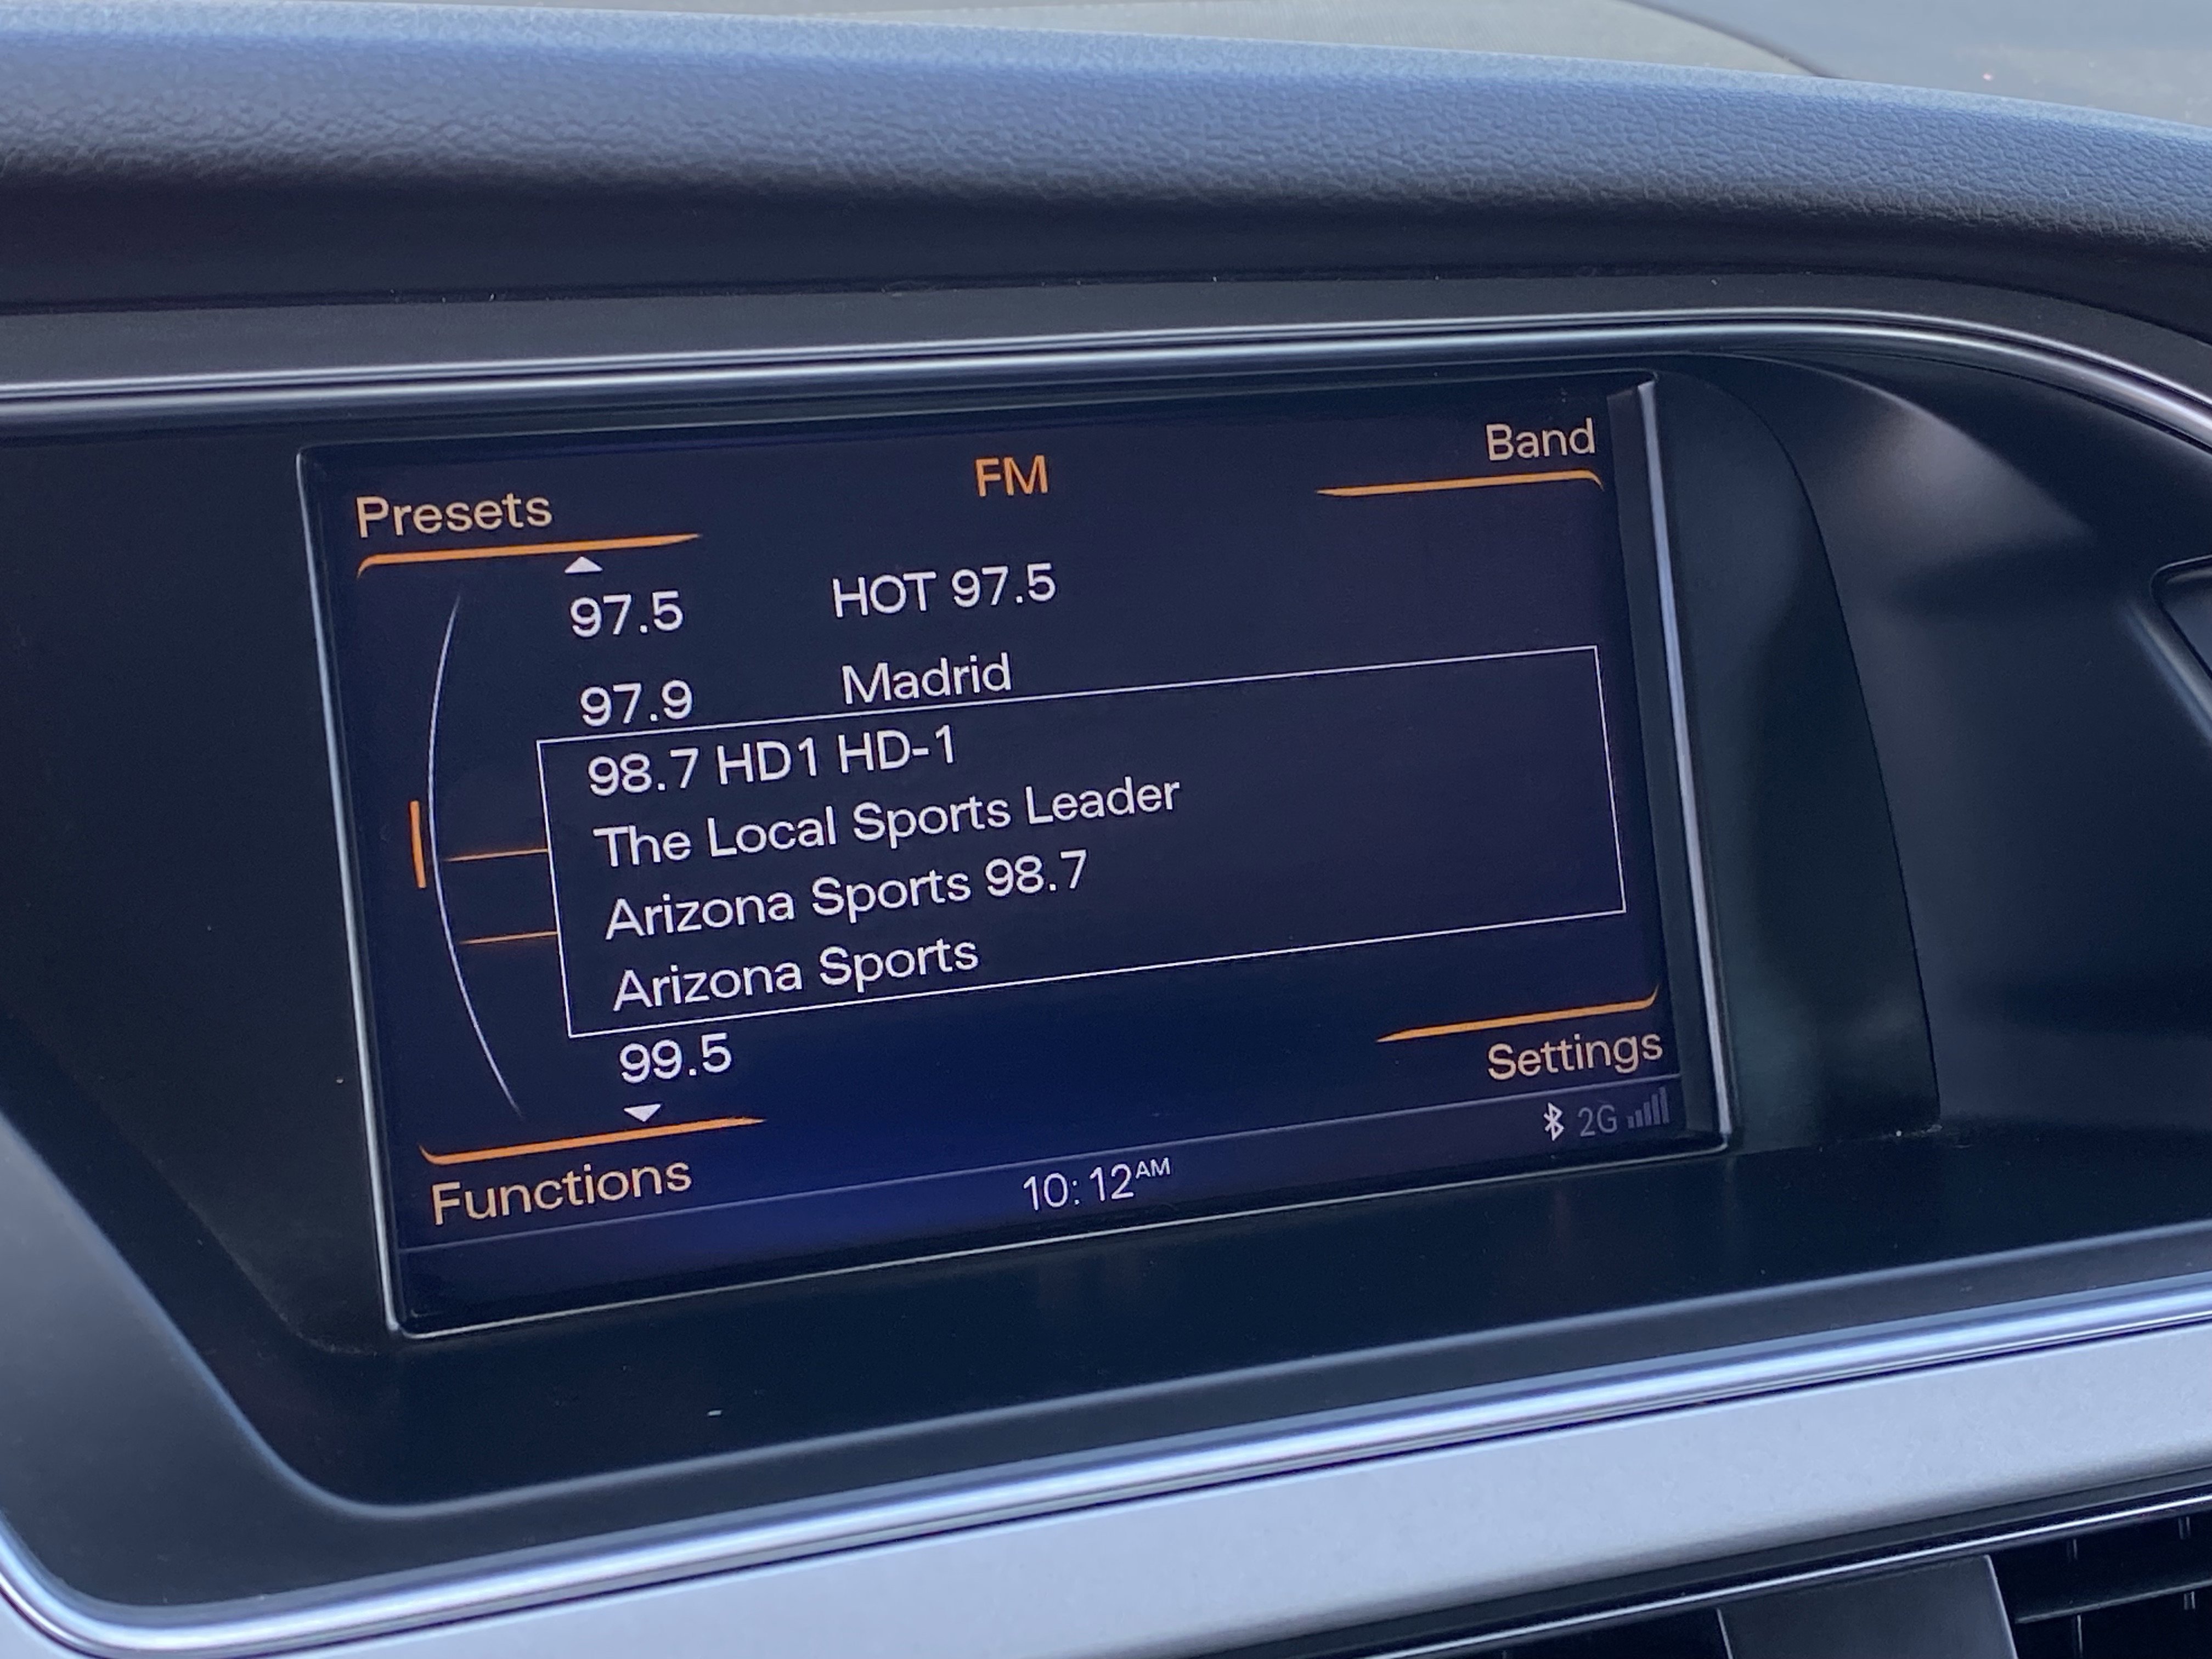 Presets
FM
Band
97.5 HOT 97.5
97.9 Madrid
98.7 HD1 HD-1
The Local Sports Leader
Arizona Sports 98.7
Arizona Sports
99.5
Settings
2G
Functions
10:12AM